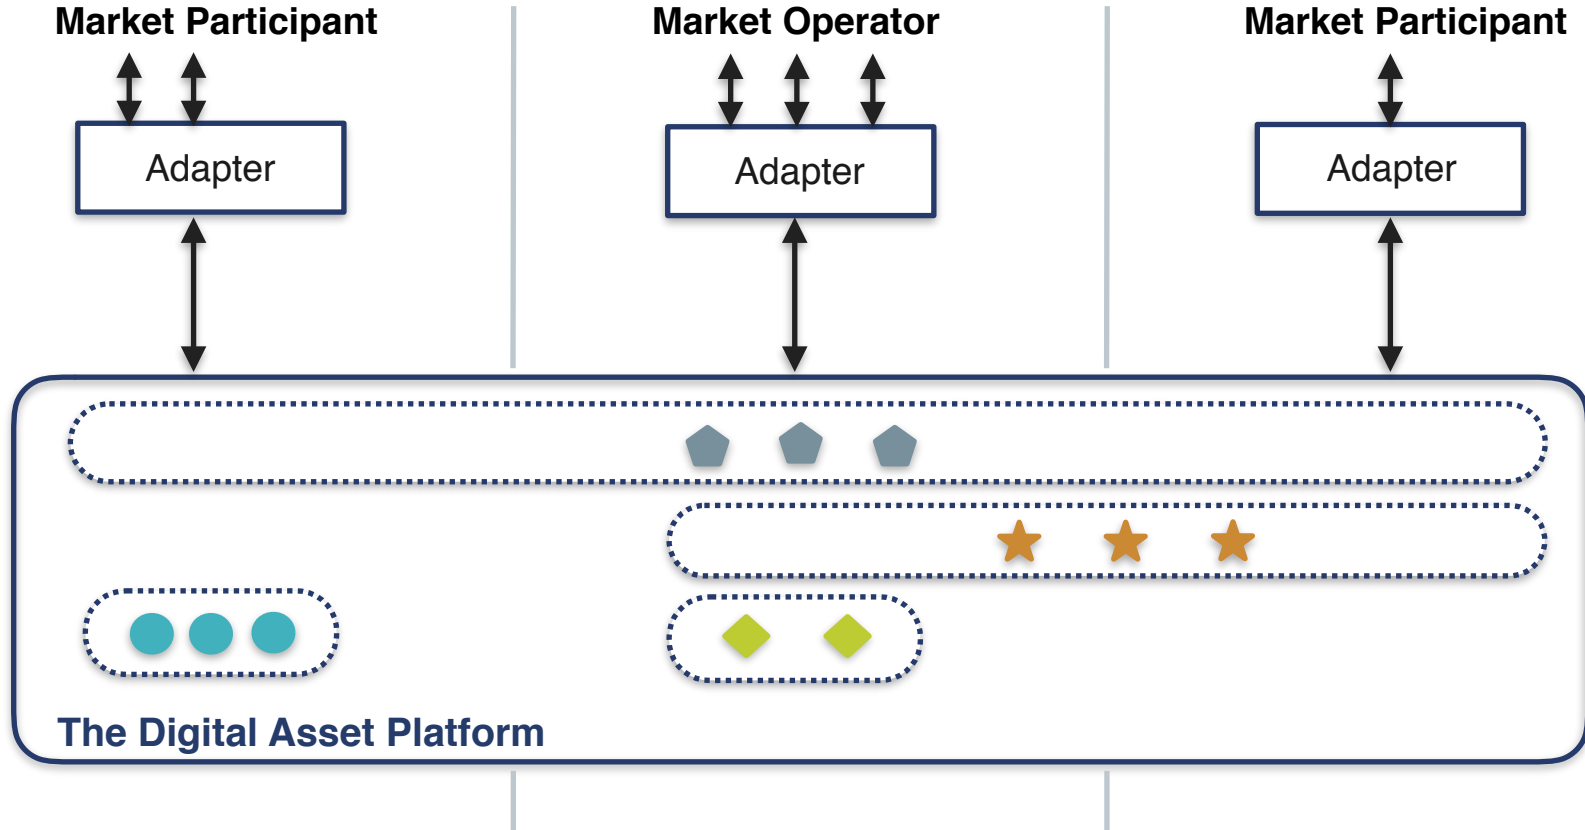 Market Participant
Market Operator
Market Participant
Adapter
Adapter
Adapter
The Digital Asset Platform